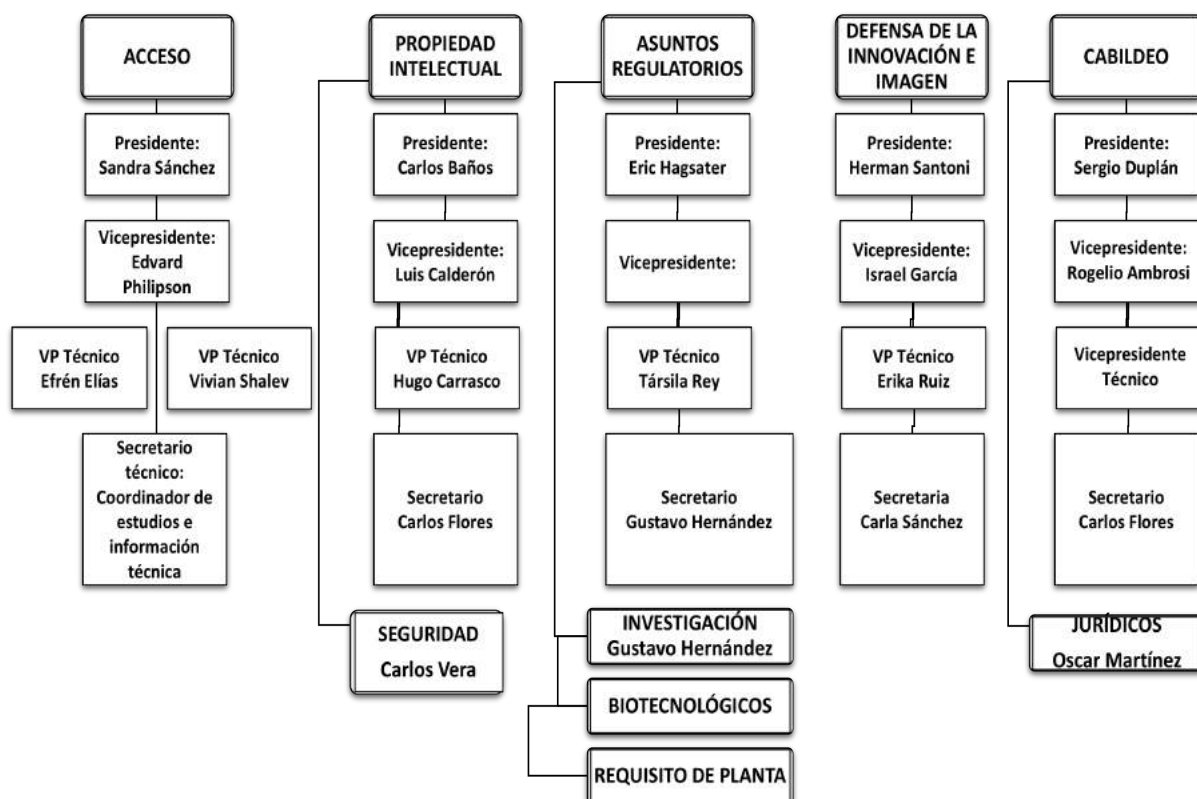 ACCESO
Presidente:
Sandra Sánchez
Vicepresidente:
Edvard
Philipson
VP Técnico
Efrén Elías
VP Técnico
Vivian Shalev
Secretario
técnico:
Coordinador de
estudios e
información
técnica
PROPIEDAD
INTELECTUAL
Presidente:
Carlos Baños
Vicepresidente:
Luis Calderón
VP Técnico
Hugo Carrasco
Secretario
Carlos Flores
SEGURIDAD
Carlos Vera
ASUNTOS
REGULATORIOS
Presidente:
Eric Hagsater
Vicepresidente:
VP Técnico
Társila Rey
Secretario
Gustavo Hernández
INVESTIGACIÓN
Gustavo Hernández
BIOTECNOLÓGICOS
REQUISITO DE PLANTA
DEFENSA DE LA
INNOVACIÓN E
IMAGEN
Presidente:
Herman Santoni
Vicepresidente:
Israel García
VP Técnico
Erika Ruiz
Secretaria
Carla Sánchez
CABILDEO
Presidente:
Sergio Duplán
Vicepresidente:
Rogelio Ambrosi
Vicepresidente
Técnico
Secretario
Carlos Flores
JURÍDICOS
Oscar Martínez